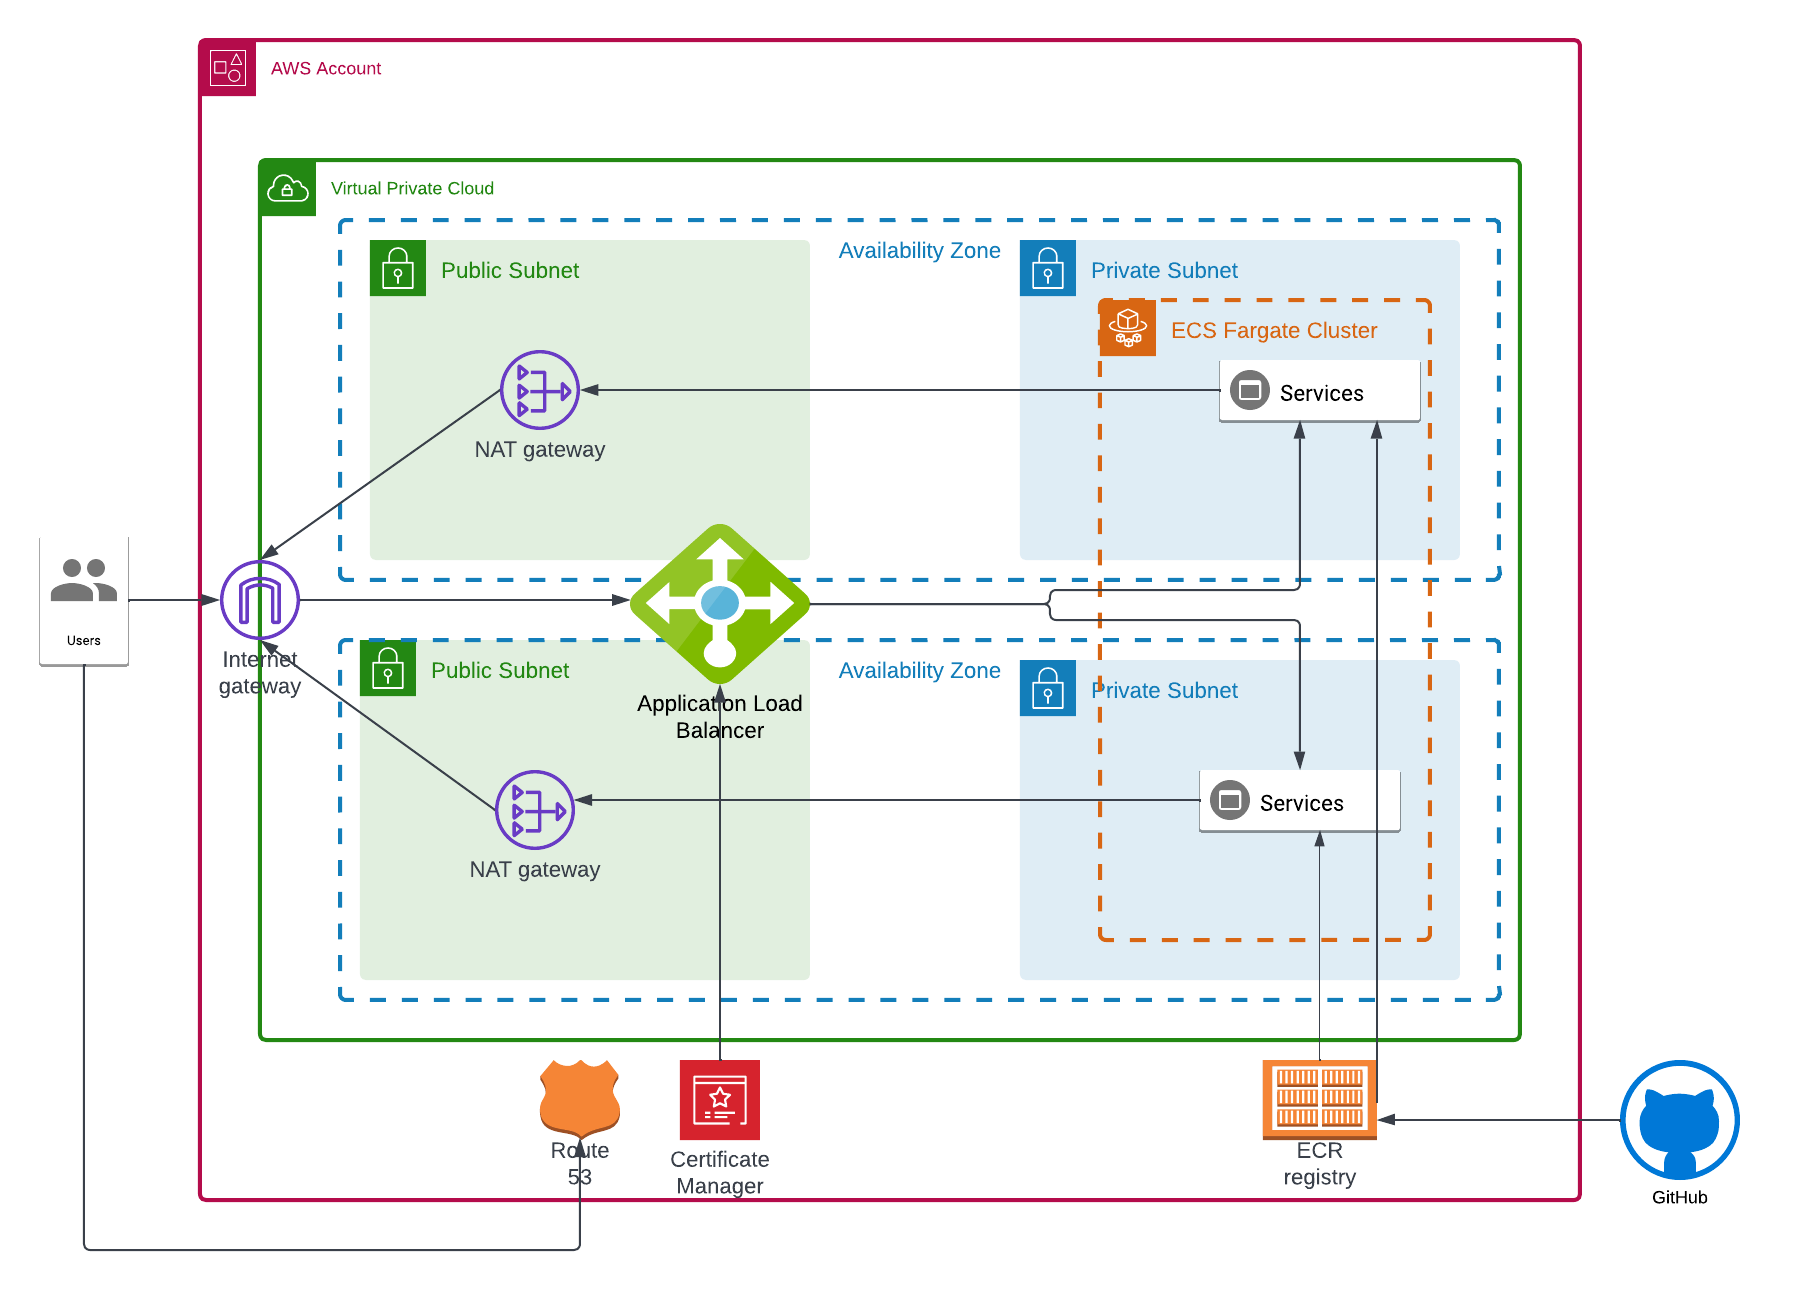 AWS Account
Virtual Private Cloud
Availability Zone
Public Subnet
Private Subnet
ECS Fargate Cluster
Services
NAT gateway
Users
Internet
gateway
Public Subnet
Availability Zone
Private Subnet
Application Load
Balancer
Services
NAT gateway
Route
53
Certificate
Manager
ECR
registry
GitHub